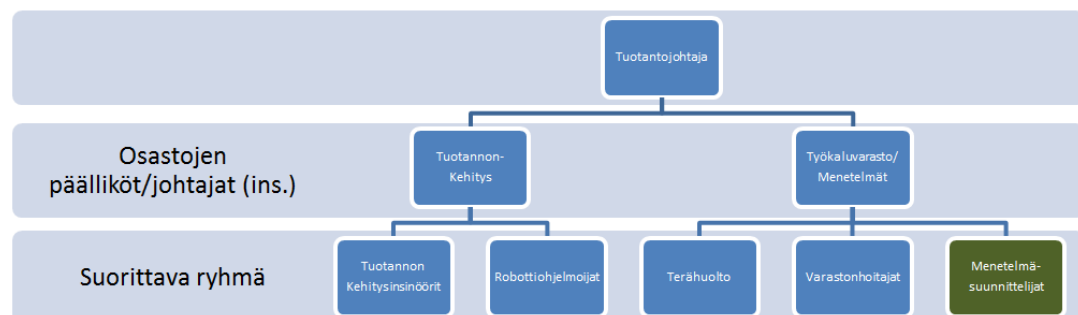 Tuotantojohtaja
Osastojen
päälliköt/johtajat (ins.)
Tuotannon-
Kehitys
Työkaluvarasto/
Menetelmät
Suorittava ryhmä
Tuotannon
Kehitysinsinöörit
Robottiohjelmoijat
Terähuolto
Varastonhoitajat
Menetelmä-
suunnittelijat